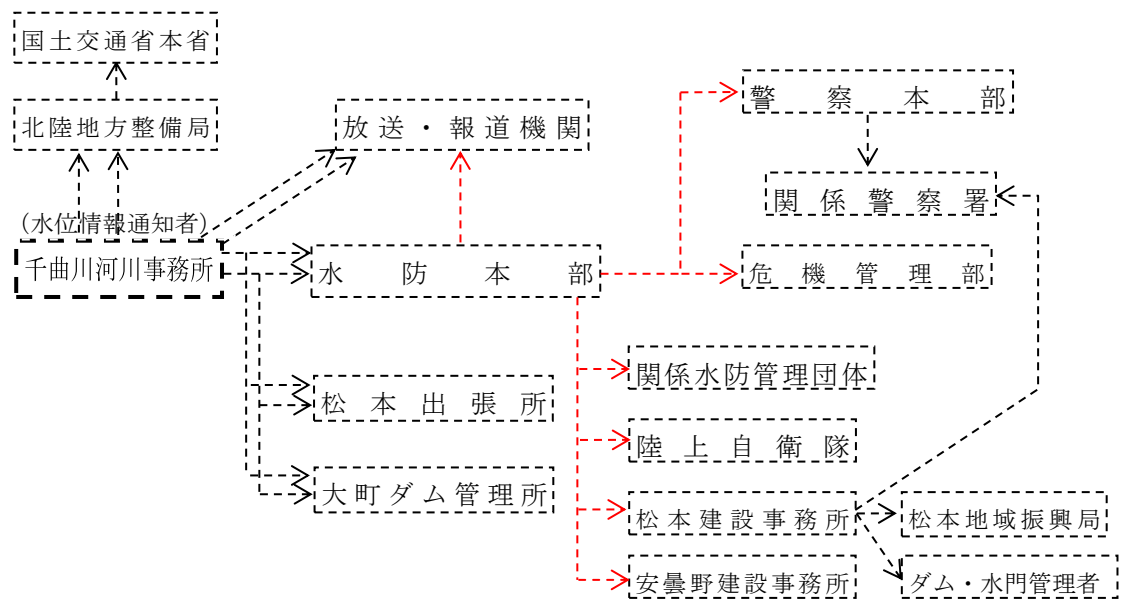 国土交通省本省
北陸地方整備局
放送・報道機関
警察本部
関係警察署
(水位情報通知者)
千曲川河川事務所
水防本部
危機管理部
関係水防管理団体
松本出張所
陸上自衛隊
大町ダム管理所
松本建設事務所
松本地域振興局
安曇野建設事務所
ダム・水門管理者